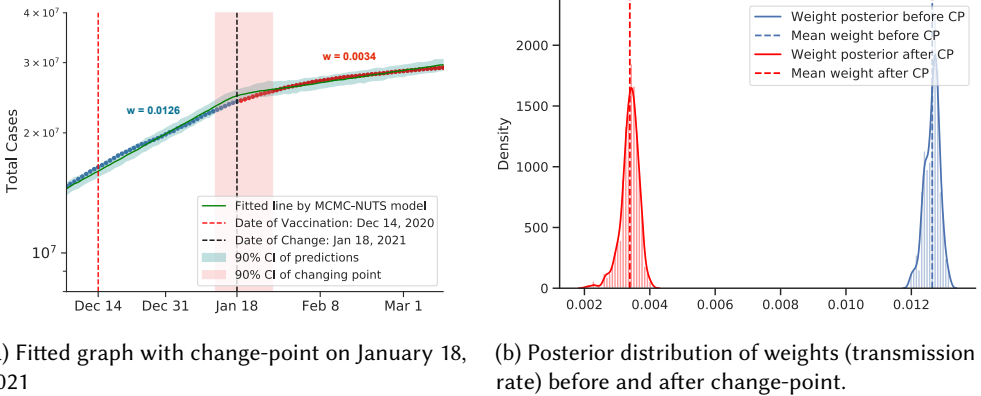 4 × 10⁷
3 × 10⁷
2 × 10⁷
10⁷
Total Cases
w = 0.0126
w = 0.0034
Fitted line by MCMC-NUTS model
Date of Vaccination: Dec 14, 2020
Date of Change: Jan 18, 2021
90% CI of predictions
90% CI of changing point
Dec 14 Dec 31 Jan 18 Feb 8 Mar 1
) Fitted graph with change-point on January 18,
021
2000
1500
1000
500
0
Density
Weight posterior before CP
Mean weight before CP
Weight posterior after CP
Mean weight after CP
0.002 0.004 0.006 0.008 0.010 0.012
(b) Posterior distribution of weights (transmission
rate) before and after change-point.